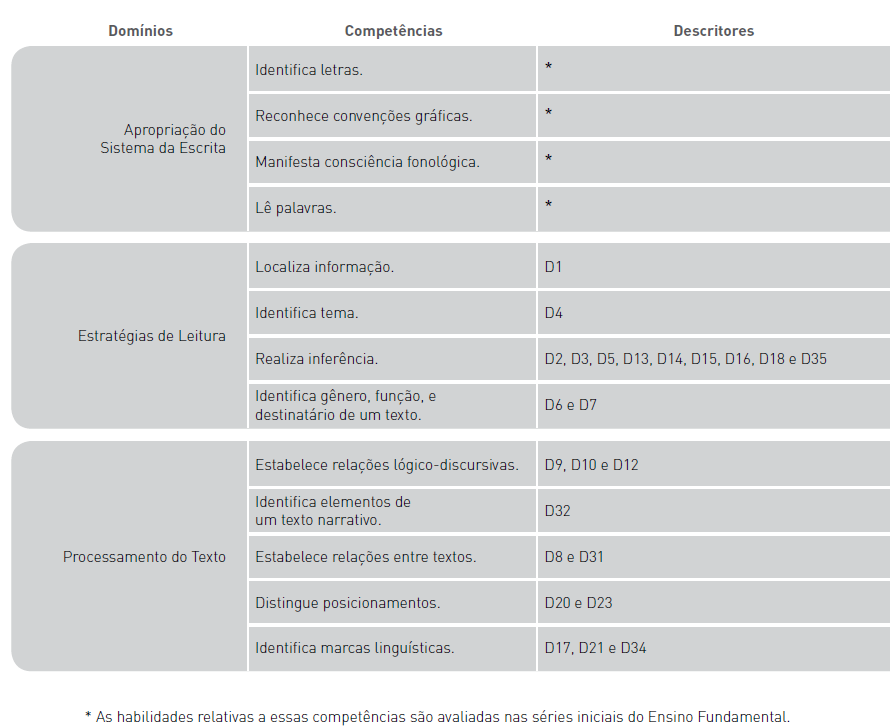 Domínios Competências Descritores
Apropriação do
Sistema da Escrita
Identifica letras. *
Reconhece convenções gráficas. *
Manifesta consciência fonológica. *
Lê palavras. *
Estratégias de Leitura
Localiza informação. D1
Identifica tema. D4
Realiza inferência. D2, D3, D5, D13, D14, D15, D16, D18 e D35
Identifica gênero, função, e
destinatário de um texto. D6 e D7
Processamento do Texto
Estabelece relações lógico-discursivas. D9, D10 e D12
Identifica elementos de
um texto narrativo. D32
Estabelece relações entre textos. D8 e D31
Distingue posicionamentos. D20 e D23
Identifica marcas linguísticas. D17, D21 e D34
* As habilidades relativas a essas competências são avaliadas nas séries iniciais do Ensino Fundamental.